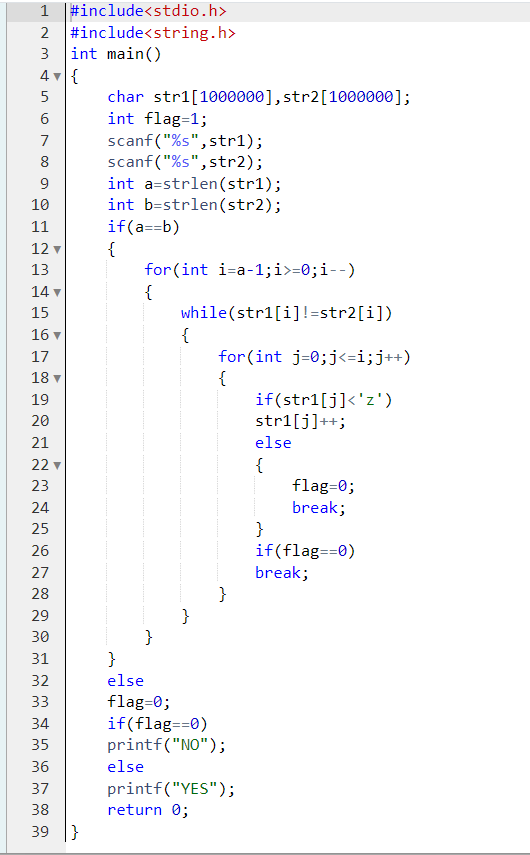 1 #include<stdio.h>
2 #include<string.h>
3 int main()
4 {
5 char str1[1000000],str2[1000000];
6 int flag=1;
7 scanf("%s",str1);
8 scanf("%s",str2);
9 int a=strlen(str1);
10 int b=strlen(str2);
11 if(a==b)
12 {
13 for(int i=a-1;i>=0;i--)
14 {
15 while(str1[i]!=str2[i])
16 {
17 for(int j=0;j<=i;j++)
18 {
19 if(str1[j]<'z')
20 str1[j]++;
21 else
22 {
23 flag=0;
24 break;
25 }
26 if(flag==0)
27 break;
28 }
29 }
30 }
31 }
32 else
33 flag=0;
34 if(flag==0)
35 printf("NO");
36 else
37 printf("YES");
38 return 0;
39 }